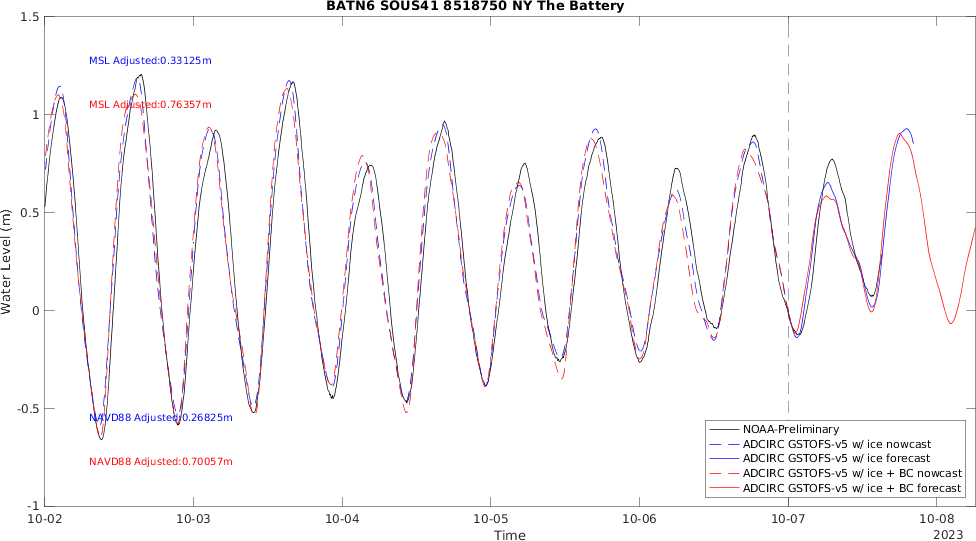 BATN6 SOUS41 8518750 NY The Battery
1.5
1
0.5
0
-0.5
-1
Water Level (m)
MSL Adjusted:0.33125m
MSL Adjusted:0.76357m
NAVD88 Adjusted:0.26825m
NAVD88 Adjusted:0.70057m
NOAA-Preliminary
ADCIRC GSTOFS-v5 w/ ice nowcast
ADCIRC GSTOFS-v5 w/ ice forecast
ADCIRC GSTOFS-v5 w/ ice + BC nowcast
ADCIRC GSTOFS-v5 w/ ice + BC forecast
10-02 10-03 10-04 10-05 10-06 10-07 10-08
Time
2023